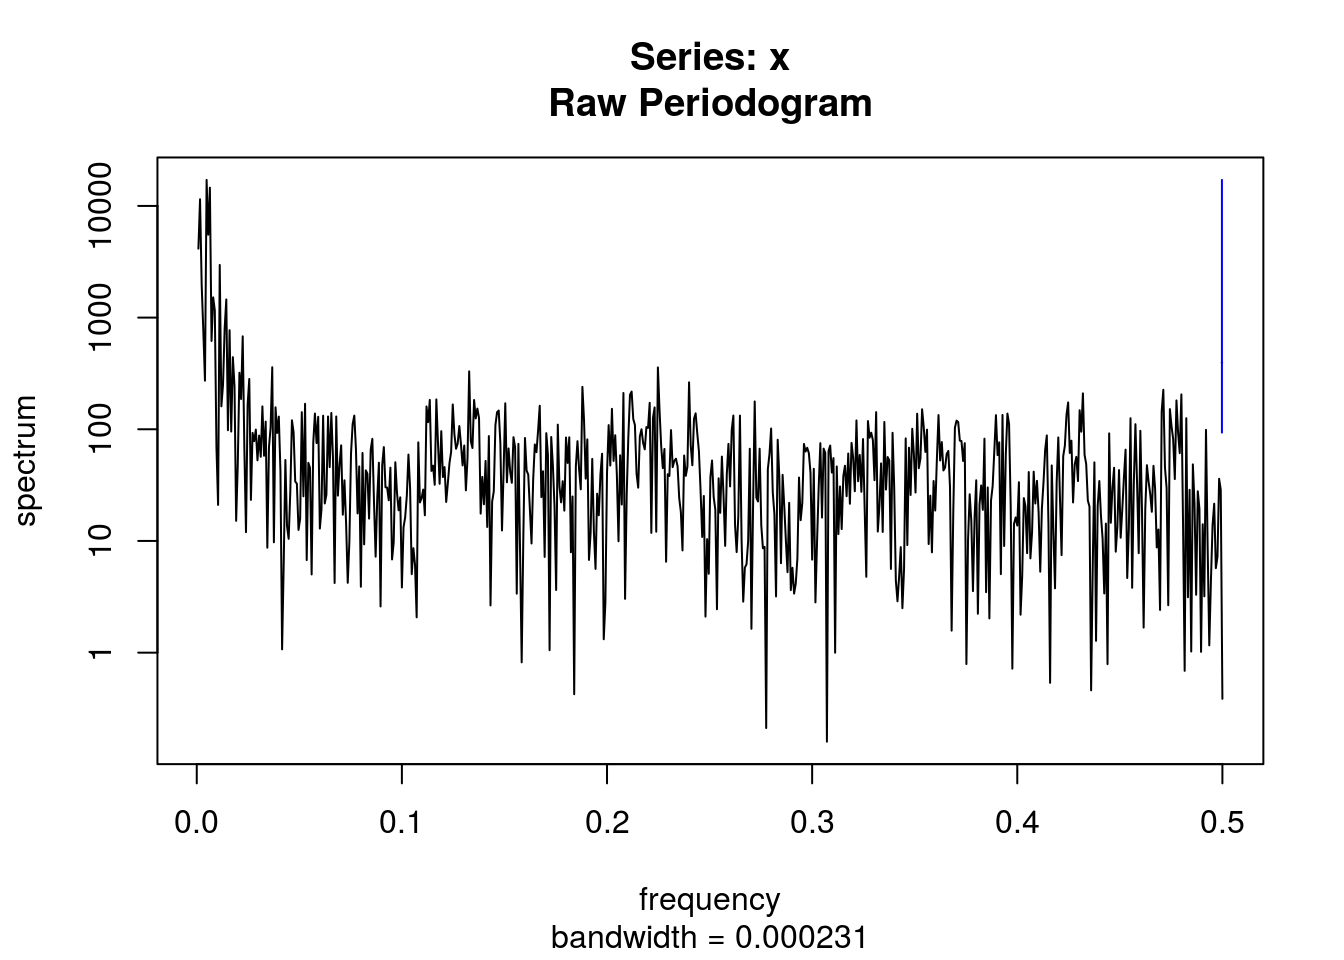 Series: x
Raw Periodogram
spectrum
10000
1000
100
10
1
0.0 0.1 0.2 0.3 0.4 0.5
frequency
bandwidth = 0.000231